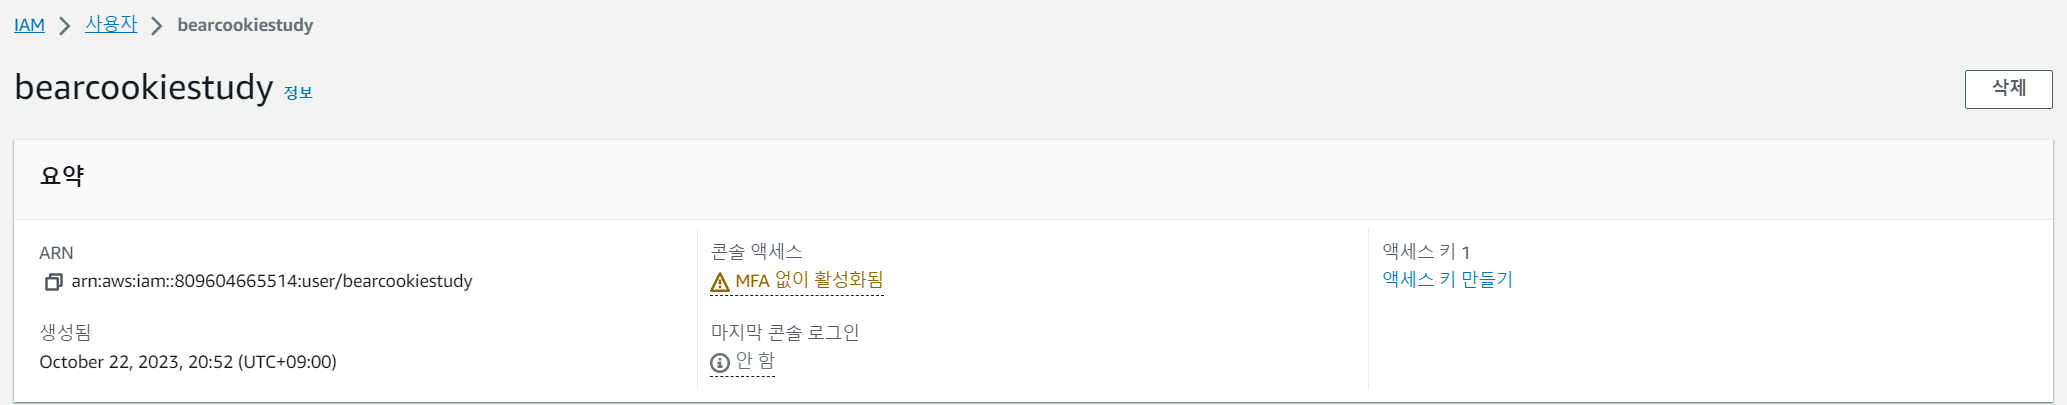 IAM > 사용자 > bearcookiestudy
bearcookiestudy 정보
삭제
요약
ARN
arn:aws:iam::809604665514:user/bearcookiestudy
생성됨
October 22, 2023, 20:52 (UTC+09:00)
콘솔 액세스
MFA 없이 활성화됨
마지막 콘솔 로그인
안 함
액세스 키 1
액세스 키 만들기